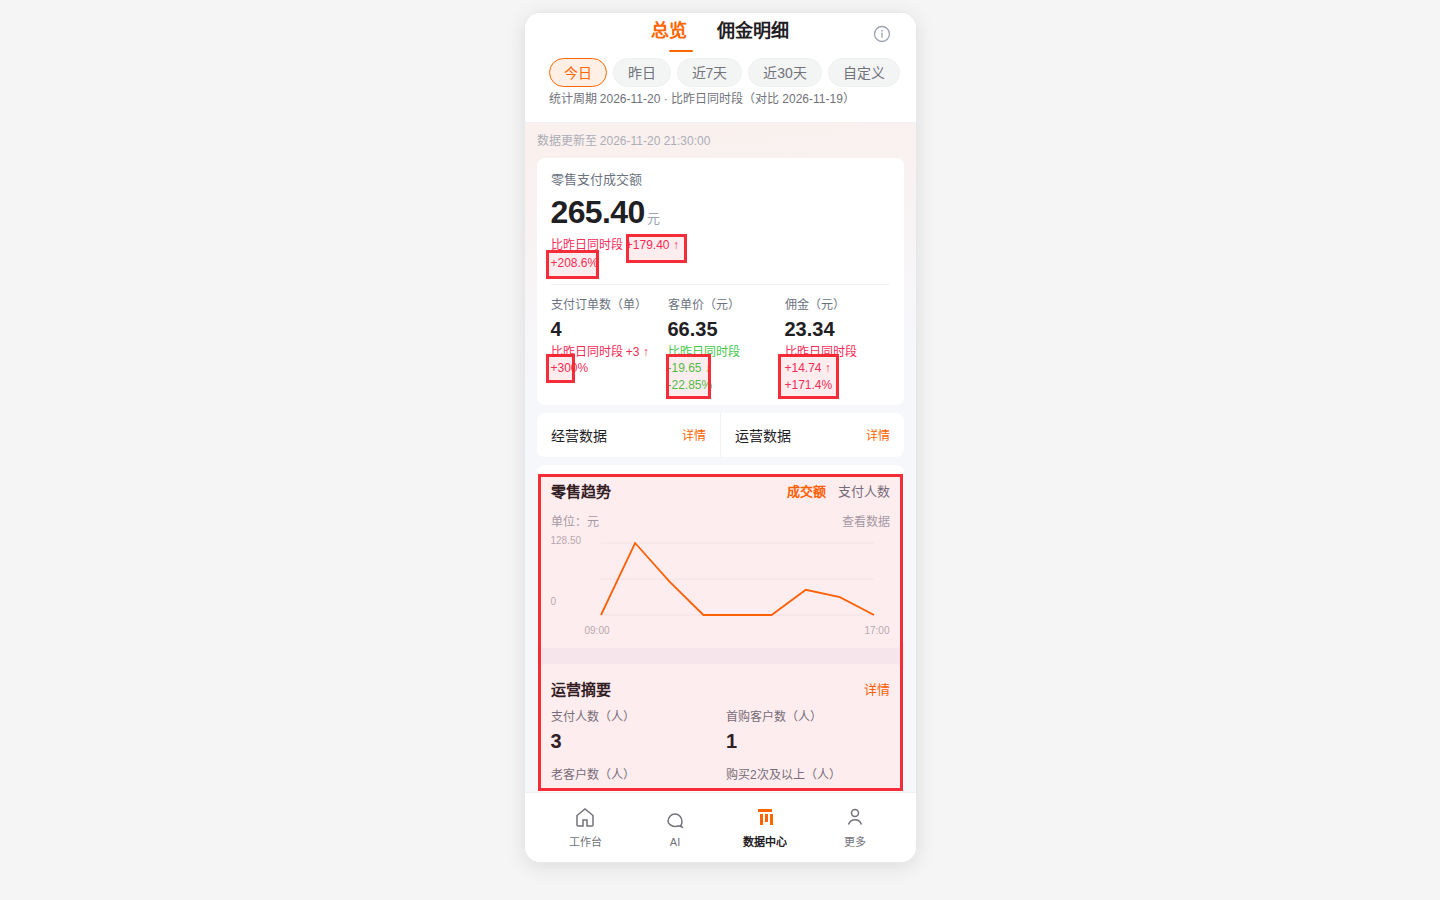 总览 佣金明细
今日 昨日 近7天 近30天 自定义
统计周期 2026-11-20 · 比昨日同时段（对比 2026-11-19）
数据更新至 2026-11-20 21:30:00
零售支付成交额
265.40元
比昨日同时段 +179.40 ↑
+208.6%
支付订单数（单） 客单价（元） 佣金（元）
4 66.35 23.34
比昨日同时段 +3 ↑ 比昨日同时段 比昨日同时段
+300% -19.65 ↓ +14.74 ↑
-22.85% +171.4%
经营数据 详情 运营数据 详情
零售趋势 成交额 支付人数
单位：元 查看数据
128.50
0
09:00 17:00
运营摘要 详情
支付人数（人） 首购客户数（人）
3 1
老客户数（人） 购买2次及以上（人）
工作台 AI 数据中心 更多